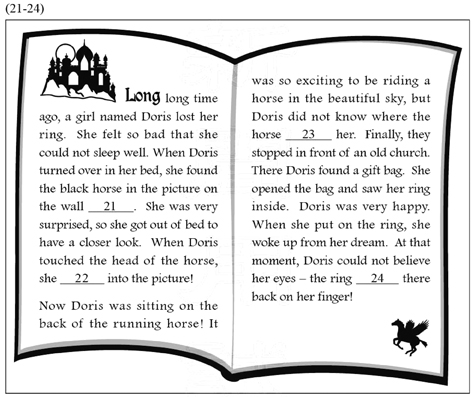 (21-24)
Long long time
ago, a girl named Doris lost her
ring. She felt so bad that she
could not sleep well. When Doris
turned over in her bed, she found
the black horse in the picture on
the wall 21 . She was very
surprised, so she got out of bed to
have a closer look. When Doris
touched the head of the horse,
she 22 into the picture!
Now Doris was sitting on the
back of the running horse! It
was so exciting to be riding a
horse in the beautiful sky, but
Doris did not know where the
horse 23 her. Finally, they
stopped in front of an old church.
There Doris found a gift bag. She
opened the bag and saw her ring
inside. Doris was very happy.
When she put on the ring, she
woke up from her dream. At that
moment, Doris could not believe
her eyes – the ring 24 there
back on her finger!